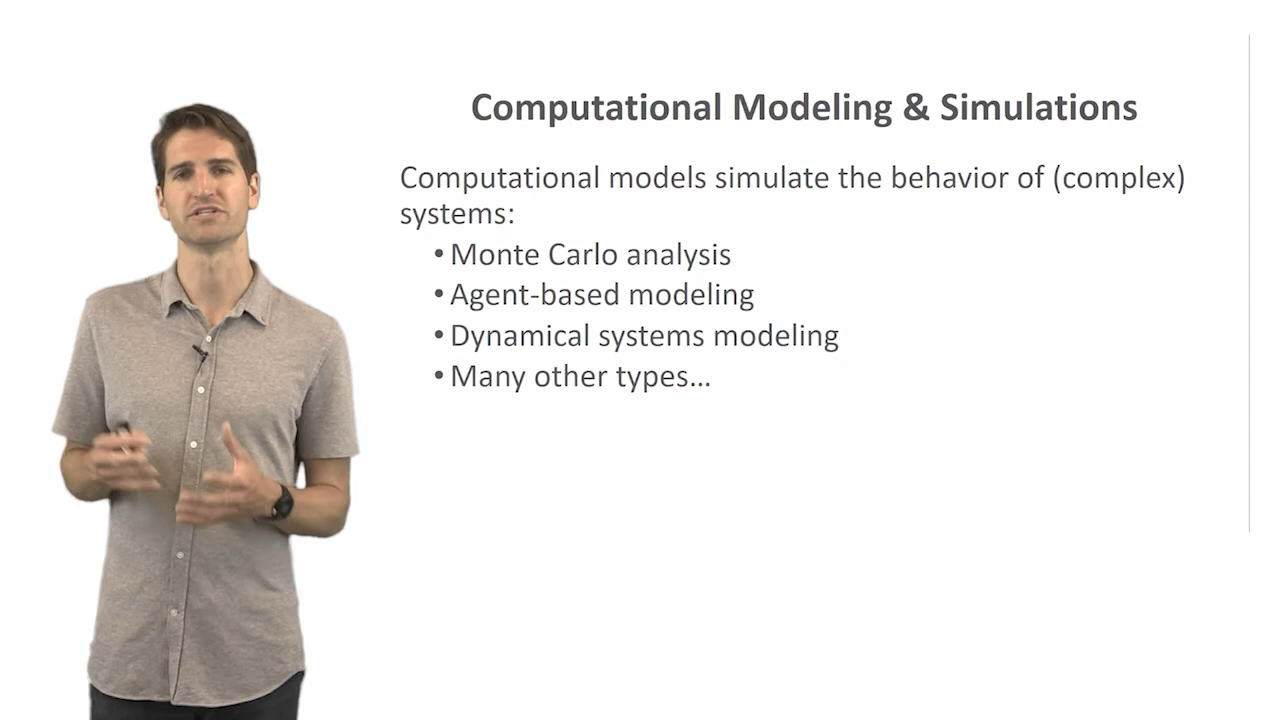 Computational Modeling & Simulations
Computational models simulate the behavior of (complex)
systems:
• Monte Carlo analysis
• Agent-based modeling
• Dynamical systems modeling
• Many other types…